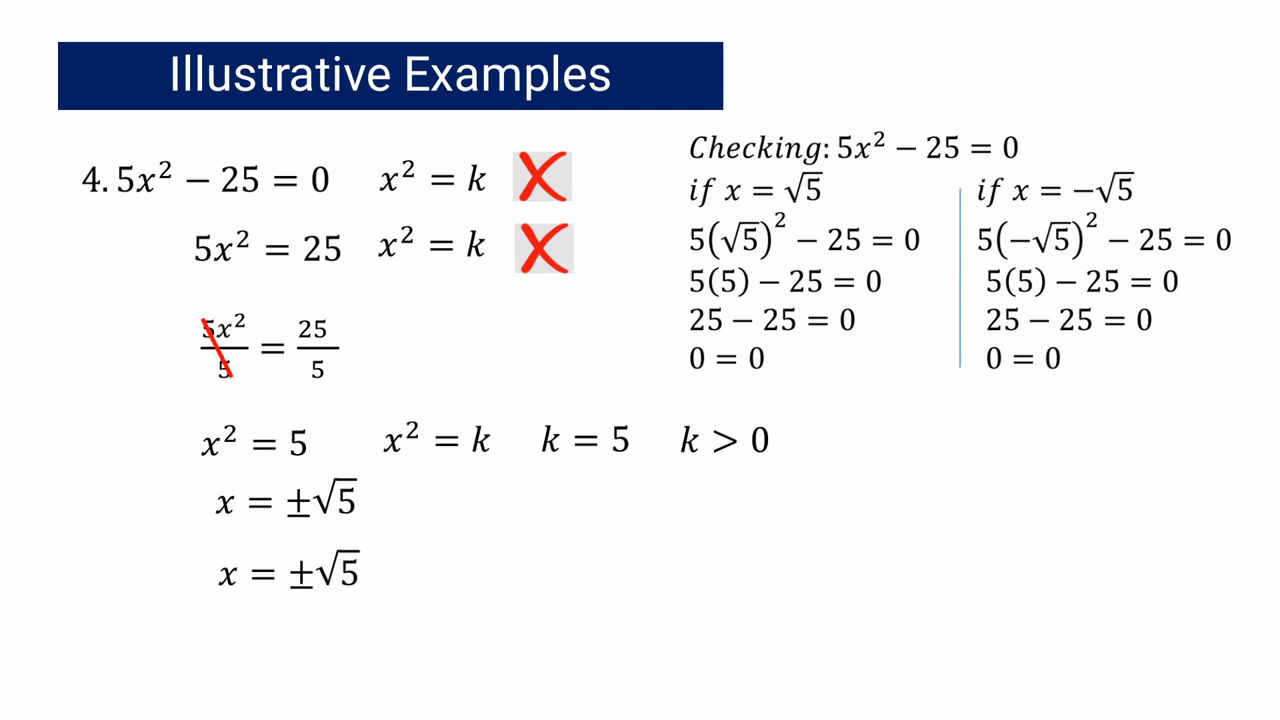 Illustrative Examples
4. 5x² − 25 = 0 x² = k
5x² = 25 x² = k
5x²/5 = 25/5
x² = 5 x² = k k = 5 k > 0
x = ±√5
x = ±√5
Checking: 5x² − 25 = 0
if x = √5
5(√5)² − 25 = 0
5(5) − 25 = 0
25 − 25 = 0
0 = 0
if x = −√5
5(−√5)² − 25 = 0
5(5) − 25 = 0
25 − 25 = 0
0 = 0